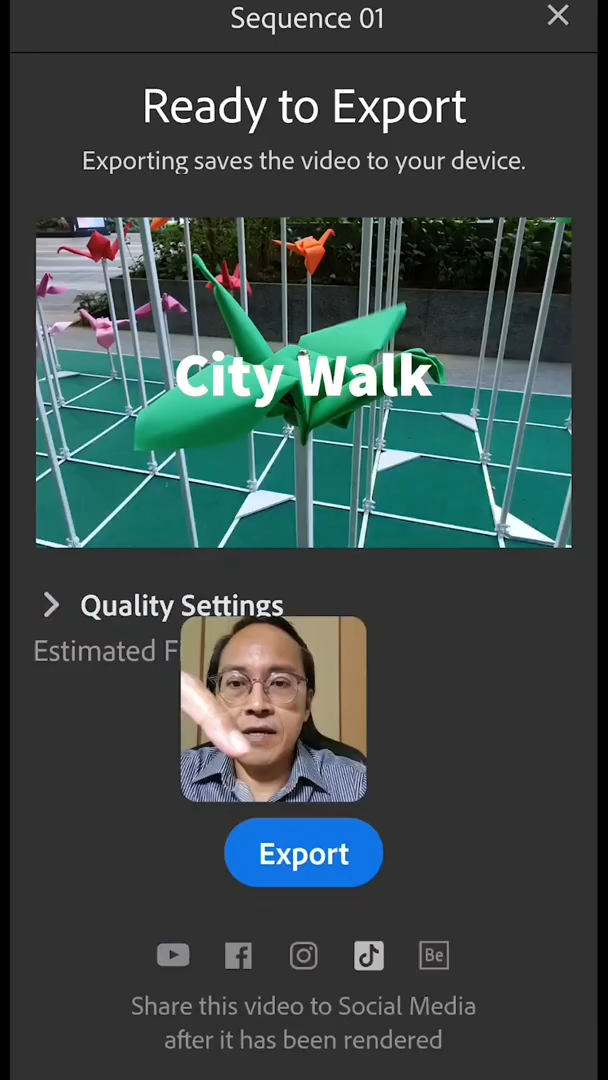 Sequence 01
Ready to Export
Exporting saves the video to your device.
City Walk
Quality Settings
Estimated F
Export
Be
Share this video to Social Media
after it has been rendered